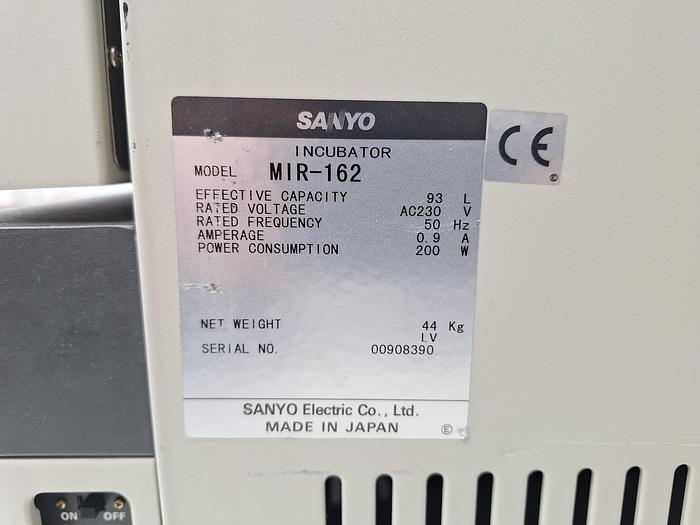 SANYO
INCUBATOR
MODEL MIR-162
EFFECTIVE CAPACITY 93 L
RATED VOLTAGE AC230 V
RATED FREQUENCY 50 Hz
AMPERAGE 0.9 A
POWER CONSUMPTION 200 W
NET WEIGHT 44 Kg
LV
SERIAL NO. 00908390
SANYO Electric Co., Ltd.
MADE IN JAPAN Ⓔ
CE
ON OFF